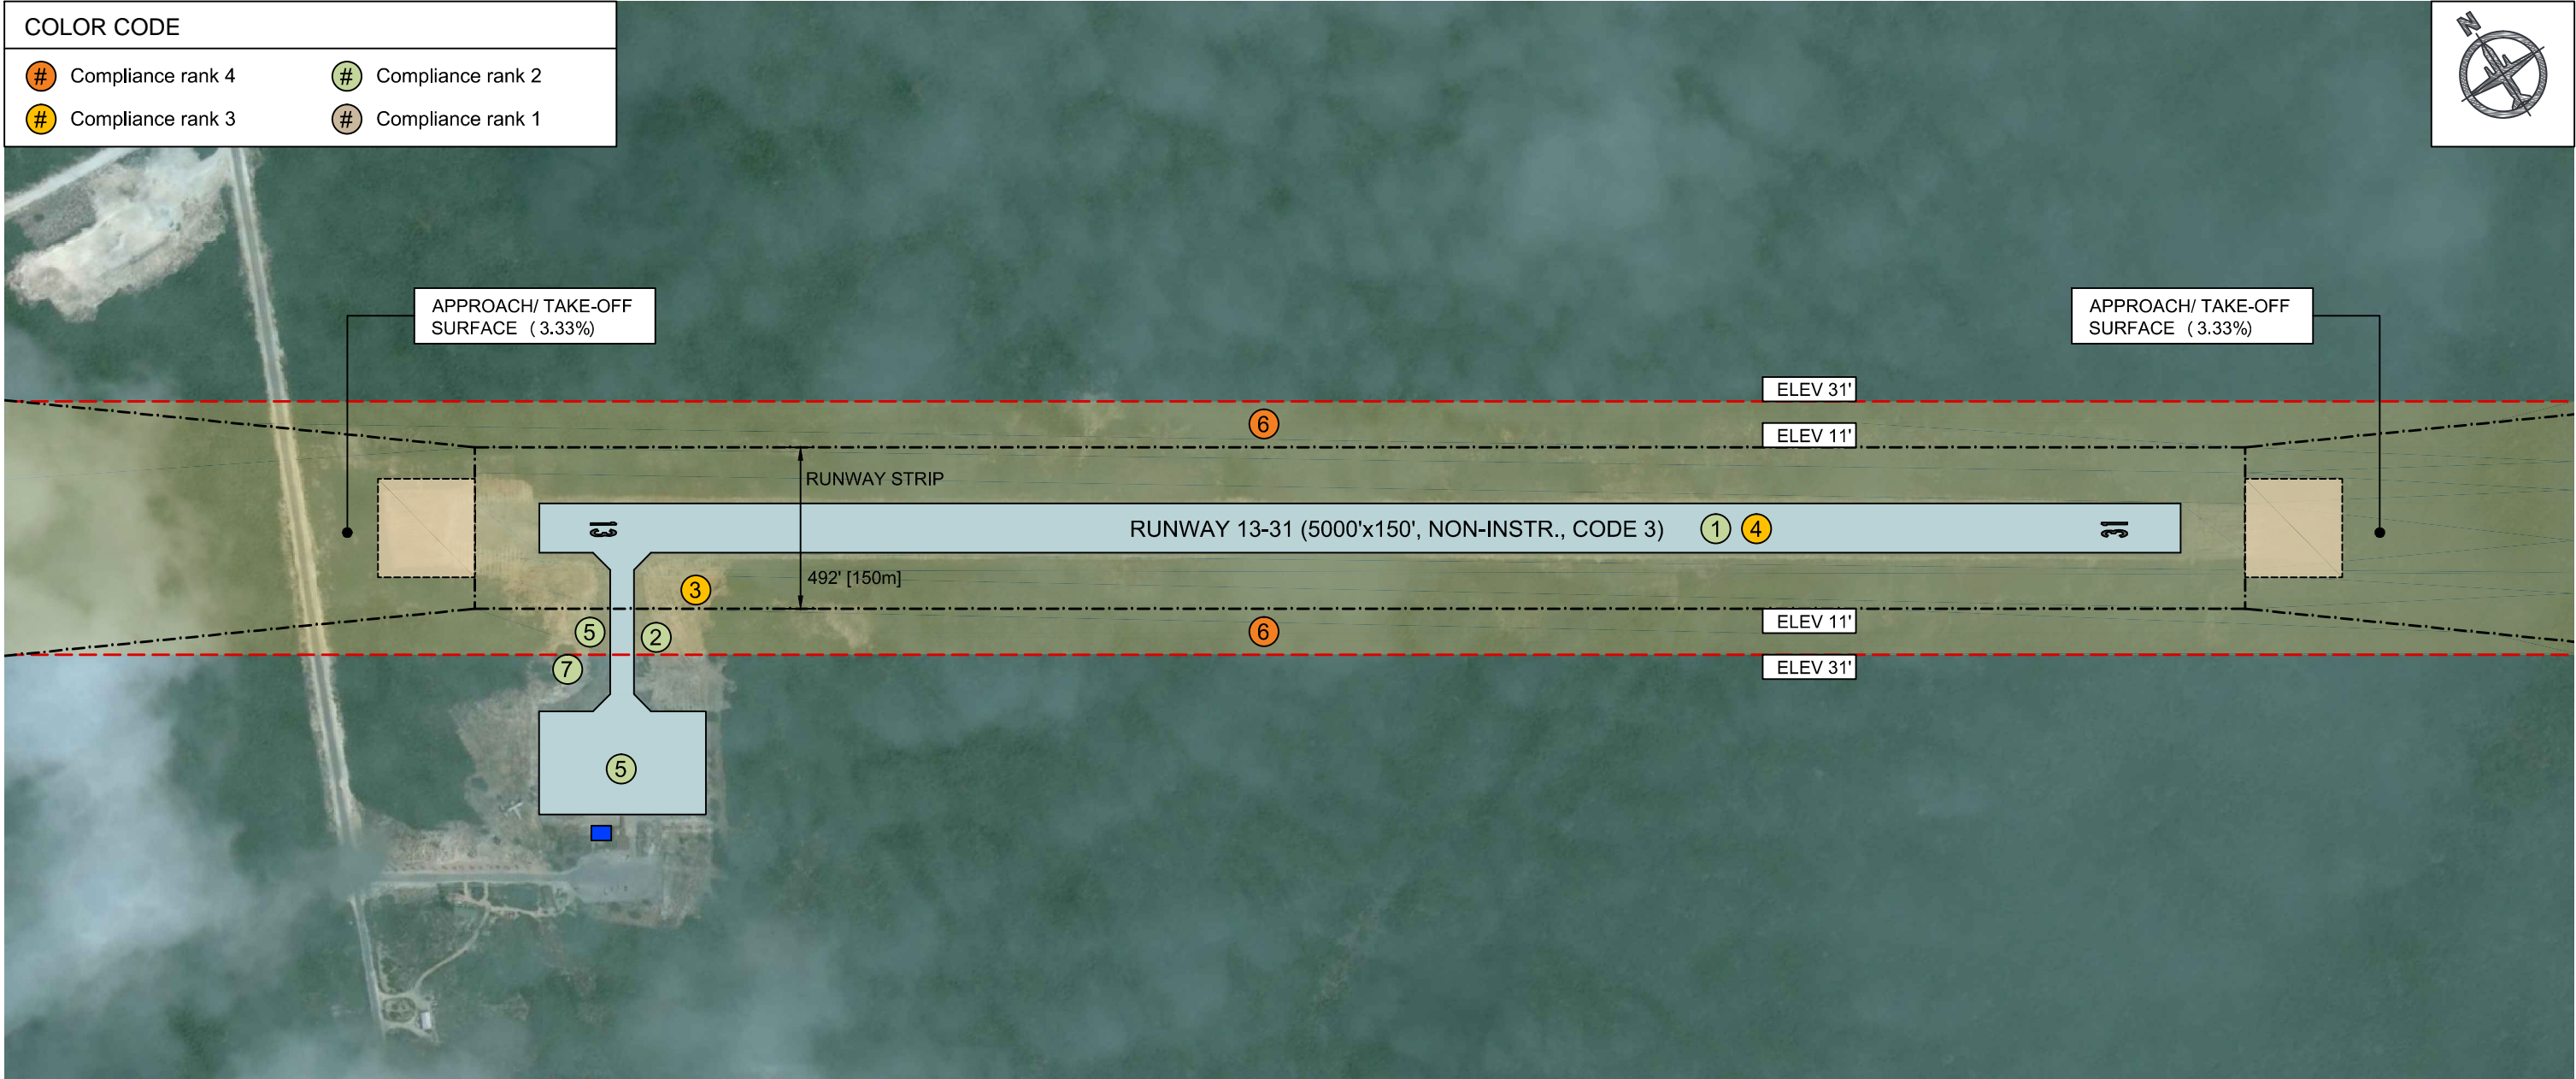 COLOR CODE
# Compliance rank 4
# Compliance rank 2
# Compliance rank 3
# Compliance rank 1
N
APPROACH/ TAKE-OFF
SURFACE ( 3.33%)
APPROACH/ TAKE-OFF
SURFACE ( 3.33%)
ELEV 31'
6
ELEV 11'
RUNWAY STRIP
13
RUNWAY 13-31 (5000'x150', NON-INSTR., CODE 3)
1
4
31
492' [150m]
3
5
2
6
ELEV 11'
7
ELEV 31'
5